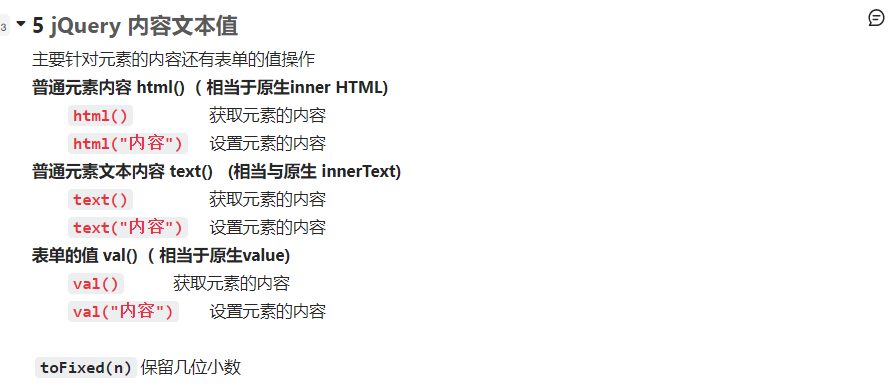 3
5 jQuery 内容文本值
主要针对元素的内容还有表单的值操作
普通元素内容 html()（ 相当于原生inner HTML)
html() 获取元素的内容
html("内容") 设置元素的内容
普通元素文本内容 text() (相当与原生 innerText)
text() 获取元素的内容
text("内容") 设置元素的内容
表单的值 val()（ 相当于原生value)
val() 获取元素的内容
val("内容") 设置元素的内容
toFixed(n) 保留几位小数